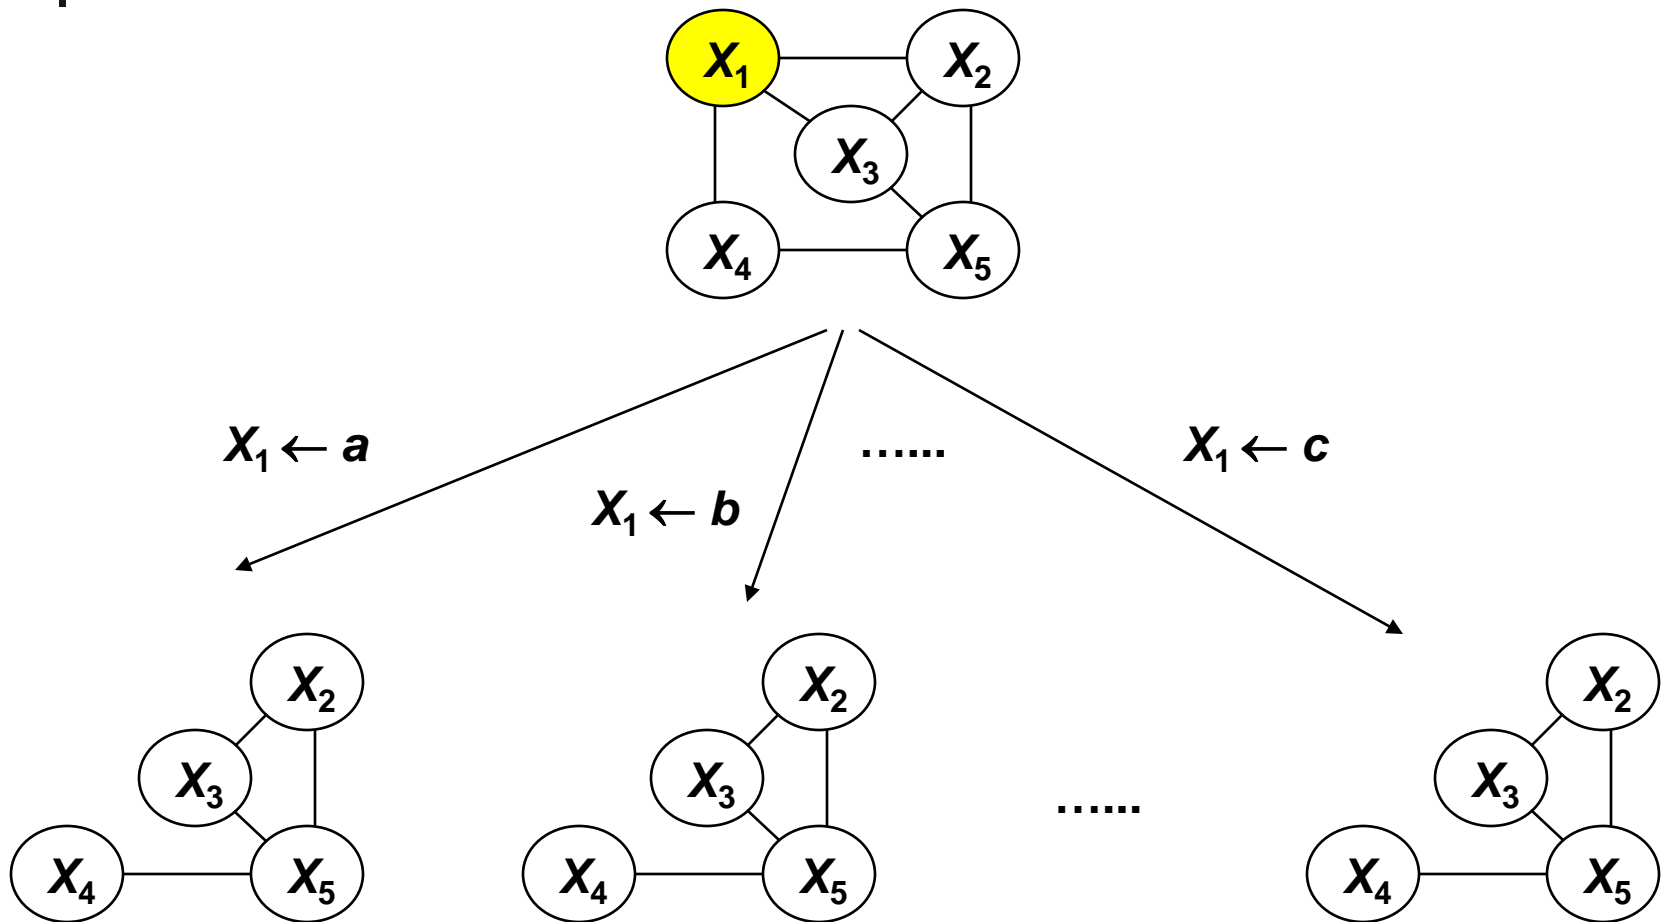 X₁ X₂
X₃
X₄ X₅
X₁ ← a
…...
X₁ ← c
X₁ ← b
X₂ X₂ X₂
X₃ X₃ …... X₃
X₄ X₅ X₄ X₅ X₄ X₅